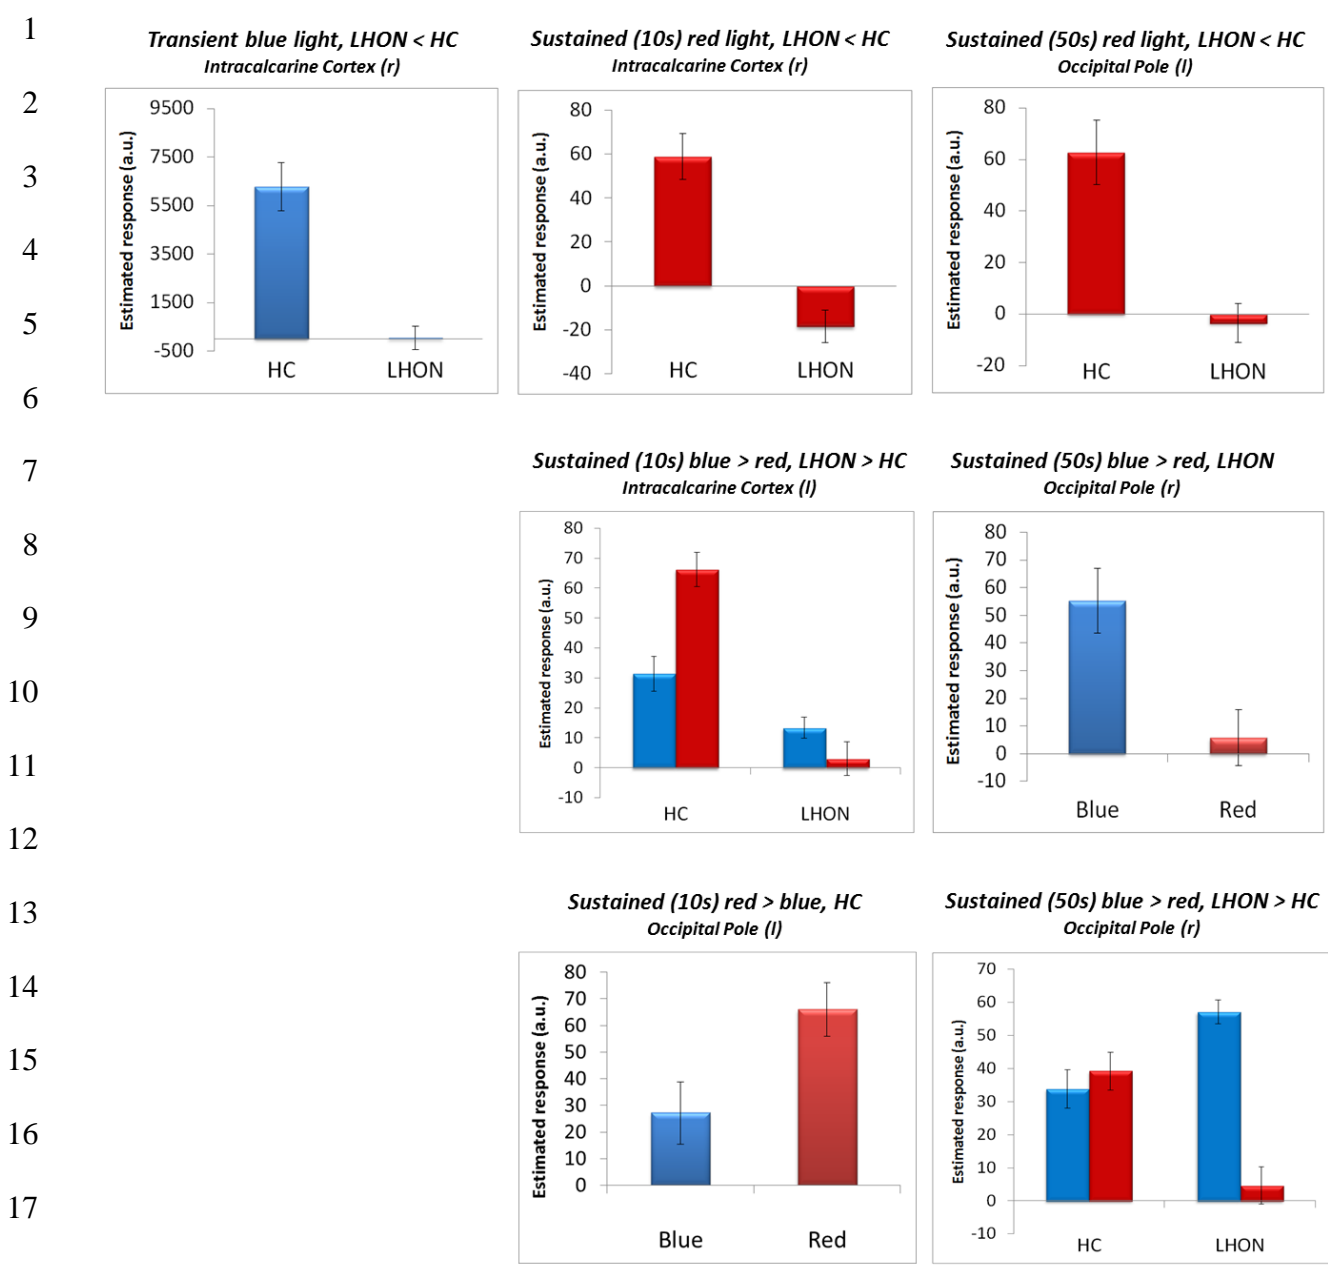 1
Transient blue light, LHON < HC
Intracalcarine Cortex (r)
Sustained (10s) red light, LHON < HC
Intracalcarine Cortex (r)
Sustained (50s) red light, LHON < HC
Occipital Pole (l)
2
3
4
5
6
Estimated response (a.u.)
9500
7500
5500
3500
1500
-500
HC
LHON
Estimated response (a.u.)
80
60
40
20
0
-20
-40
HC
LHON
Estimated response (a.u.)
80
60
40
20
0
-20
HC
LHON
7
Sustained (10s) blue > red, LHON > HC
Intracalcarine Cortex (l)
Sustained (50s) blue > red, LHON
Occipital Pole (r)
8
9
10
11
12
Estimated response (a.u.)
80
70
60
50
40
30
20
10
0
-10
HC
LHON
Estimated response (a.u.)
80
70
60
50
40
30
20
10
0
-10
Blue
Red
13
Sustained (10s) red > blue, HC
Occipital Pole (l)
Sustained (50s) blue > red, LHON > HC
Occipital Pole (r)
14
15
16
17
Estimated response (a.u.)
80
70
60
50
40
30
20
10
0
Blue
Red
Estimated response (a.u.)
70
60
50
40
30
20
10
0
-10
HC
LHON